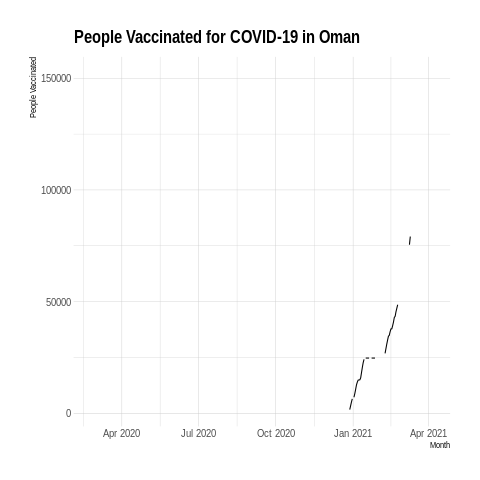 People Vaccinated for COVID-19 in Oman
People Vaccinated
150000
100000
50000
0
Apr 2020 Jul 2020 Oct 2020 Jan 2021 Apr 2021
Month